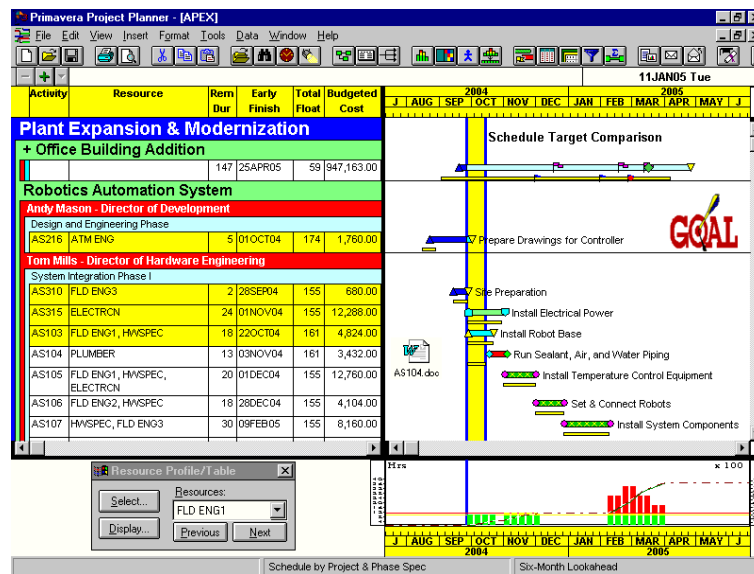 Primavera Project Planner - [APEX]
File Edit View Insert Format Tools Data Window Help
11JAN05 Tue
Activity Resource Rem Dur Early Finish Total Float Budgeted Cost
2004 2005
J AUG SEP OCT NOV DEC JAN FEB MAR APR MAY J
Plant Expansion & Modernization
Schedule Target Comparison
+ Office Building Addition
147 25APR05 59 947,163.00
Robotics Automation System
Andy Mason - Director of Development
Design and Engineering Phase
GOAL
AS216 ATM ENG 5 01OCT04 174 1,760.00 Prepare Drawings for Controller
Tom Mills - Director of Hardware Engineering
System Integration Phase I
AS310 FLD ENG3 2 28SEP04 155 680.00 Site Preparation
AS315 ELECTRCN 24 01NOV04 155 12,288.00 Install Electrical Power
AS103 FLD ENG1, HWSPEC 18 22OCT04 161 4,824.00 Install Robot Base
AS104 PLUMBER 13 03NOV04 161 3,432.00 Run Sealant, Air, and Water Piping
AS104.doc
AS105 FLD ENG1, HWSPEC, ELECTRCN 20 01DEC04 155 12,760.00 Install Temperature Control Equipment
AS106 FLD ENG2, HWSPEC 18 28DEC04 155 4,104.00 Set & Connect Robots
AS107 HWSPEC, FLD ENG3 30 09FEB05 155 8,160.00 Install System Components
Resource Profile/Table
Select...
Resources:
FLD ENG1
Display...
Previous Next
Hrs x 100
J AUG SEP OCT NOV DEC JAN FEB MAR APR MAY J
2004 2005
Schedule by Project & Phase Spec Six-Month Lookahead